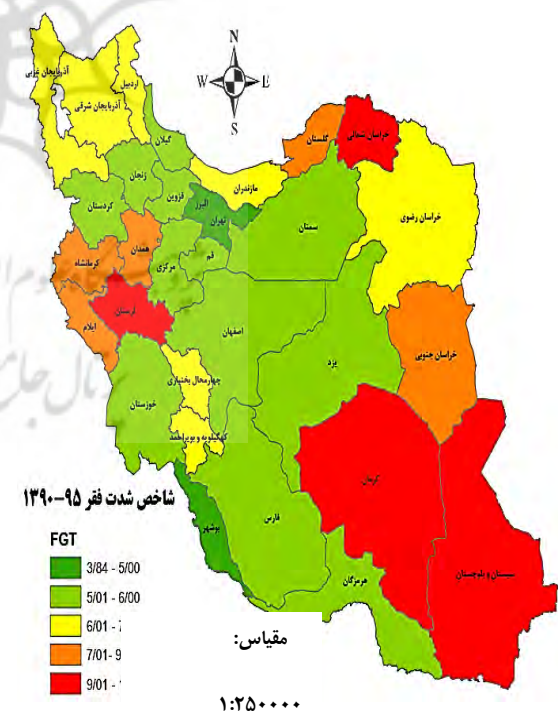 N
W E
S
آذربایجان غربی
آذربایجان شرقی
اردبیل
گیلان
زنجان
کردستان
قزوین
مازندران
البرز
تهران
گلستان
خراسان شمالی
خراسان رضوی
سمنان
کرمانشاه
همدان
مرکزی
قم
ایلام
لرستان
اصفهان
یزد
خراسان جنوبی
خوزستان
چهارمحال بختیاری
کهگیلویه و بویراحمد
کرمان
فارس
بوشهر
هرمزگان
سیستان و بلوچستان
شاخص شدت فقر ۹۵-۱۳۹۰
FGT
3/84 - 5/00
5/01 - 6/00
6/01 -
7/01 - 9
9/01 -
مقیاس:
۱:۲۵۰۰۰۰